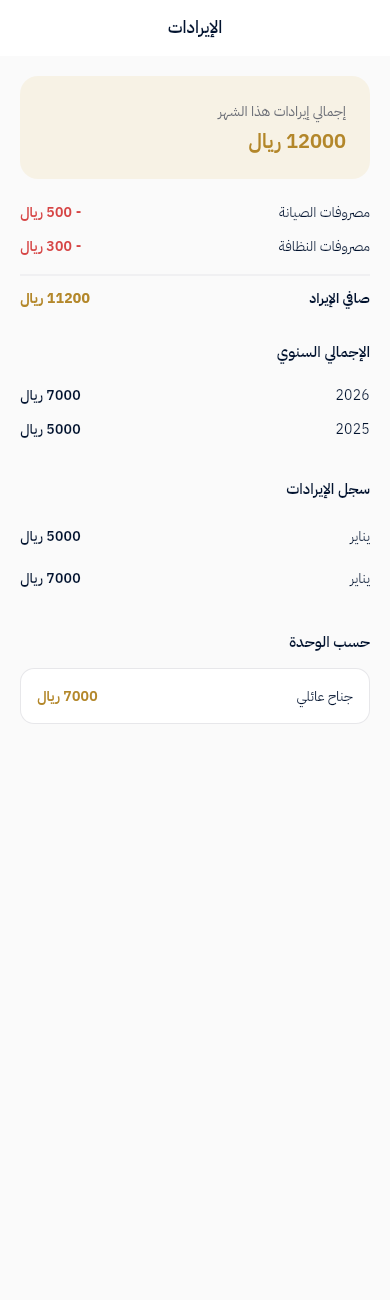 الإيرادات
إجمالي إيرادات هذا الشهر
12000 ريال
مصروفات الصيانة - 500 ريال
مصروفات النظافة - 300 ريال
صافي الإيراد 11200 ريال
الإجمالي السنوي
2026 7000 ريال
2025 5000 ريال
سجل الإيرادات
يناير 5000 ريال
يناير 7000 ريال
حسب الوحدة
جناح عائلي 7000 ريال